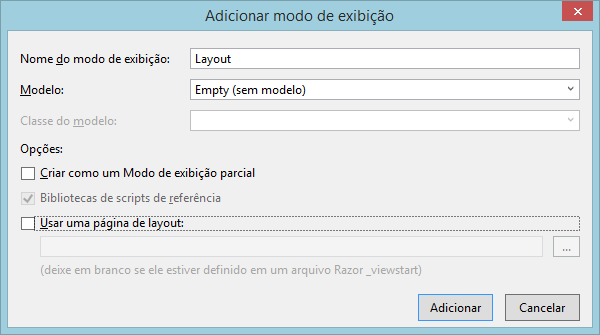 Adicionar modo de exibição
Nome do modo de exibição: Layout
Modelo: Empty (sem modelo)
Classe do modelo:
Opções:
Criar como um Modo de exibição parcial
Bibliotecas de scripts de referência
Usar uma página de layout:
...
(deixe em branco se ele estiver definido em um arquivo Razor _viewstart)
Adicionar Cancelar